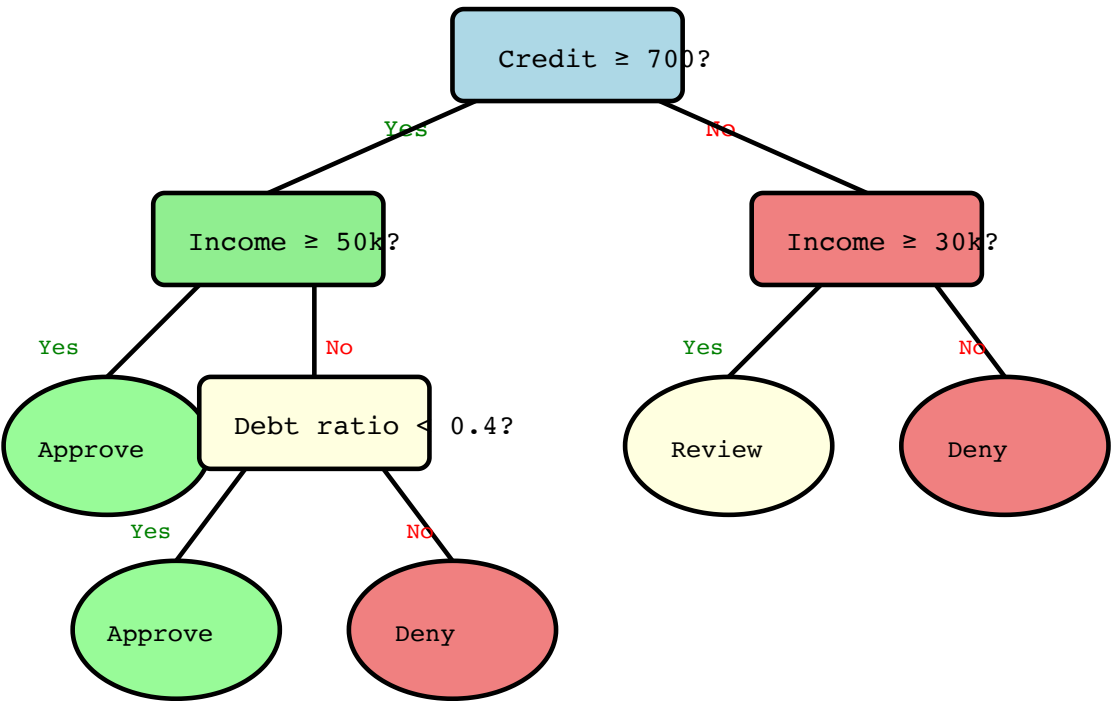 Credit ≥ 700?
Yes
No
Income ≥ 50k?
Income ≥ 30k?
Yes
No
Yes
No
Approve
Debt ratio < 0.4?
Review
Deny
Yes
No
Approve
Deny